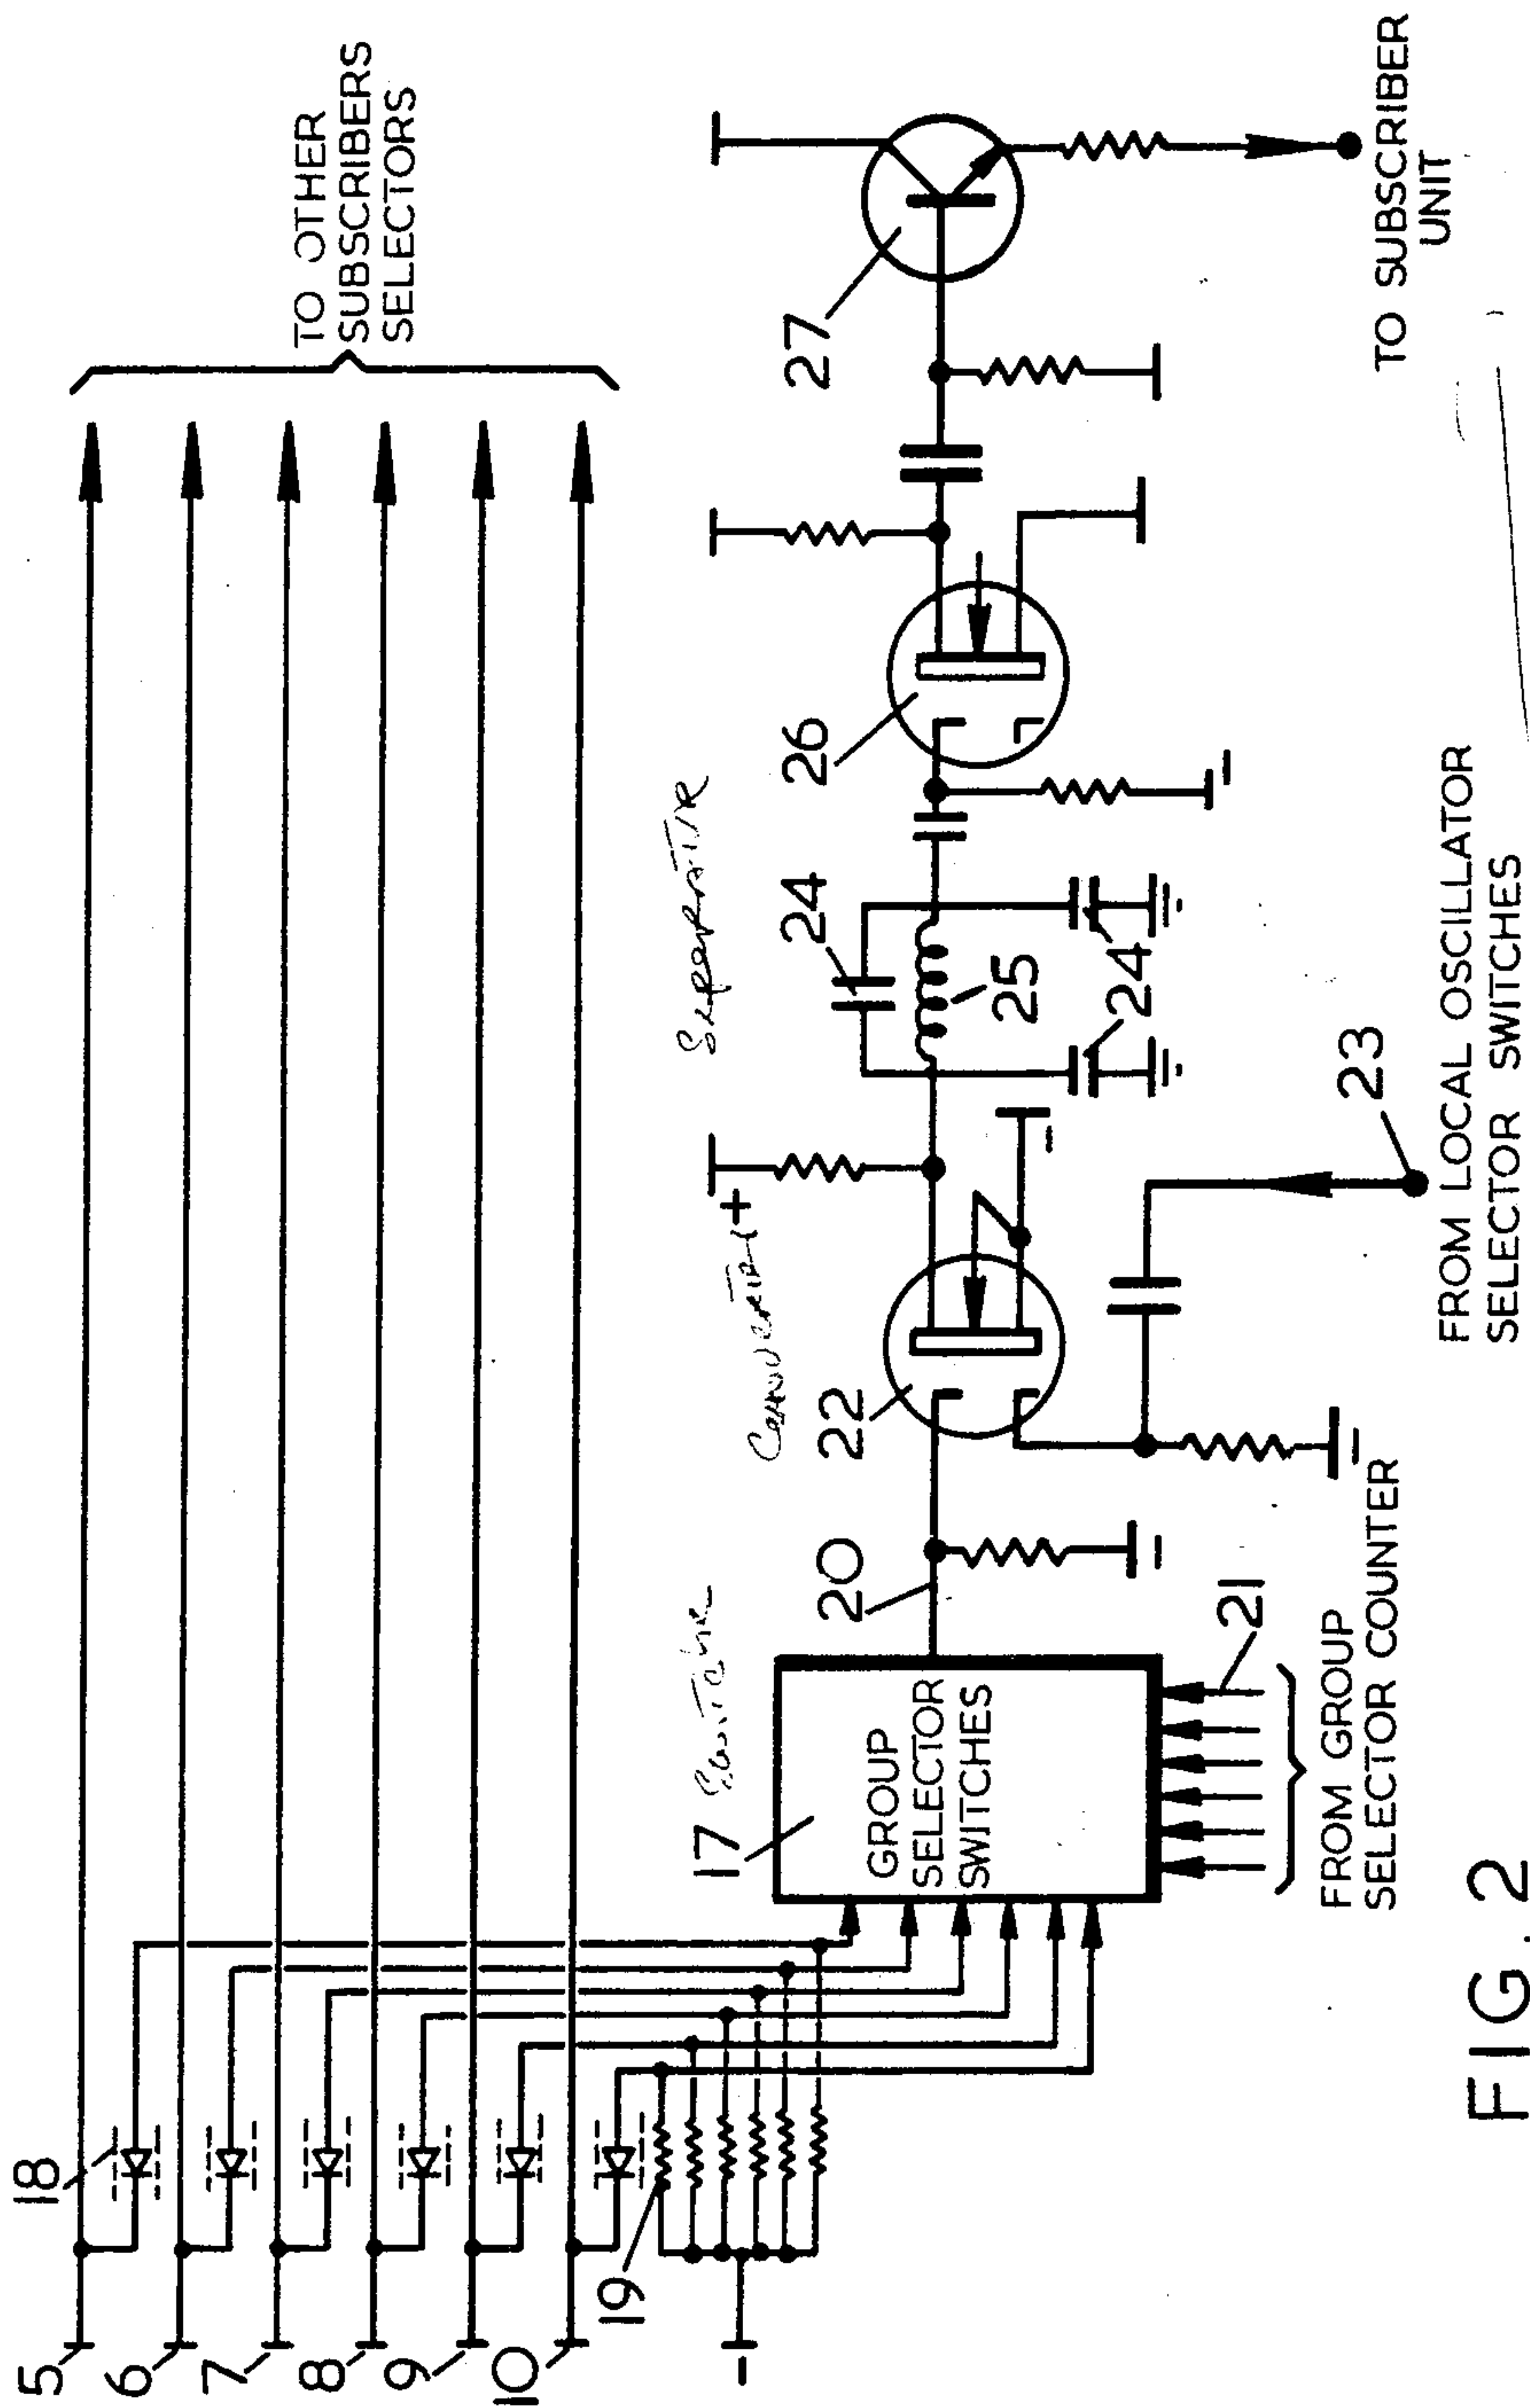 5
6
7
8
9
10
18
19
TO OTHER
SUBSCRIBERS
SELECTORS
17
GROUP
SELECTOR
SWITCHES
20
21
FROM GROUP
SELECTOR COUNTER
22
+
23
FROM LOCAL OSCILLATOR
SELECTOR SWITCHES
24
25
24
26
27
TO SUBSCRIBER
UNIT
FIG. 2